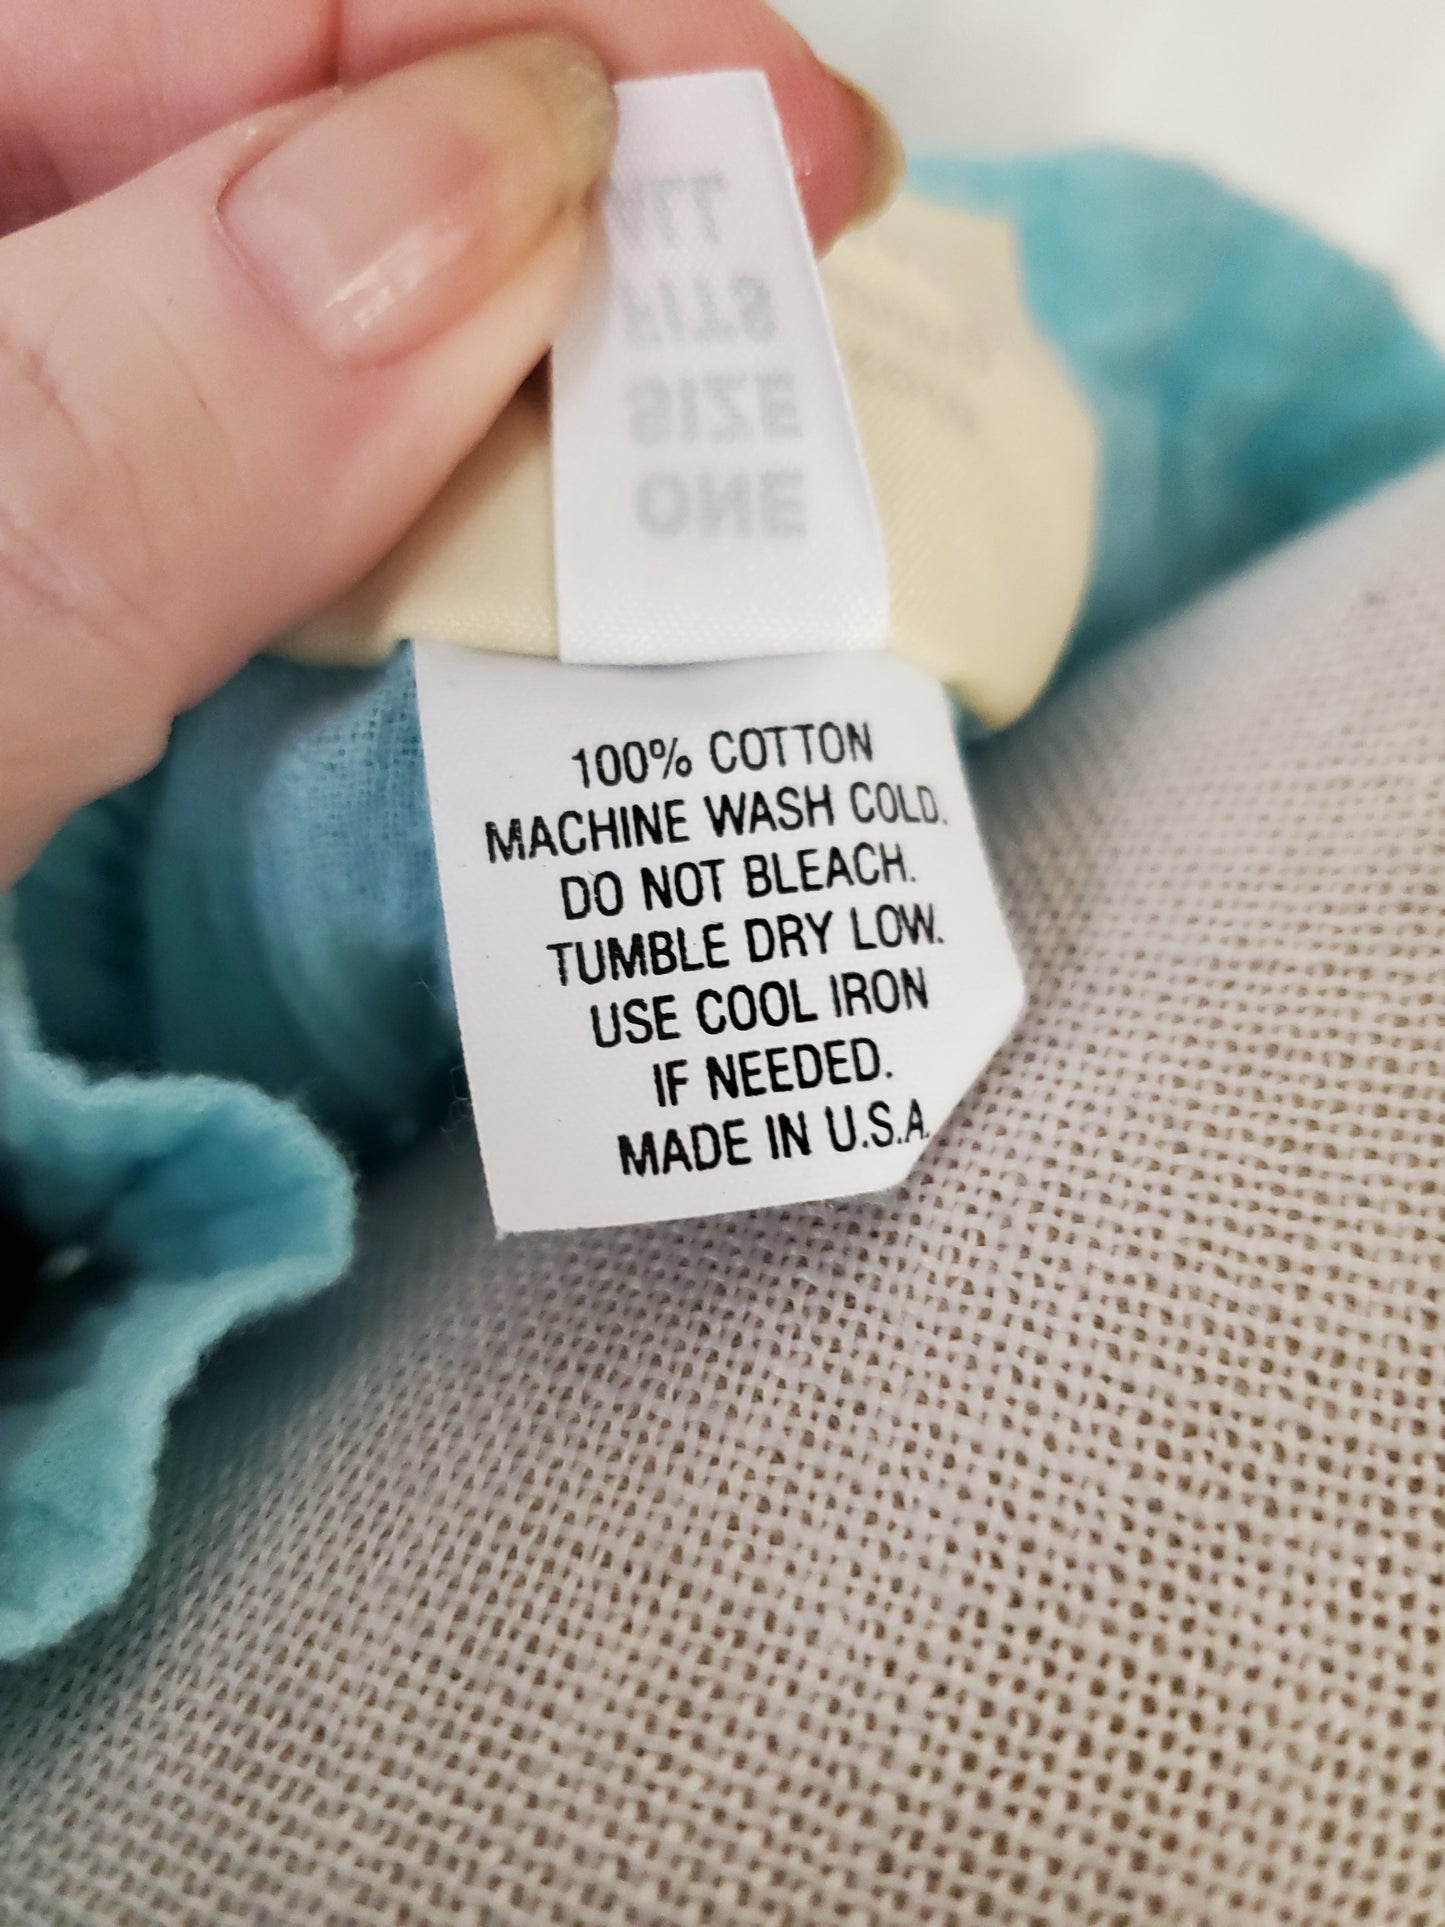 ONE
SIZE
FITS
ALL
100% COTTON
MACHINE WASH COLD.
DO NOT BLEACH.
TUMBLE DRY LOW.
USE COOL IRON
IF NEEDED.
MADE IN U.S.A.